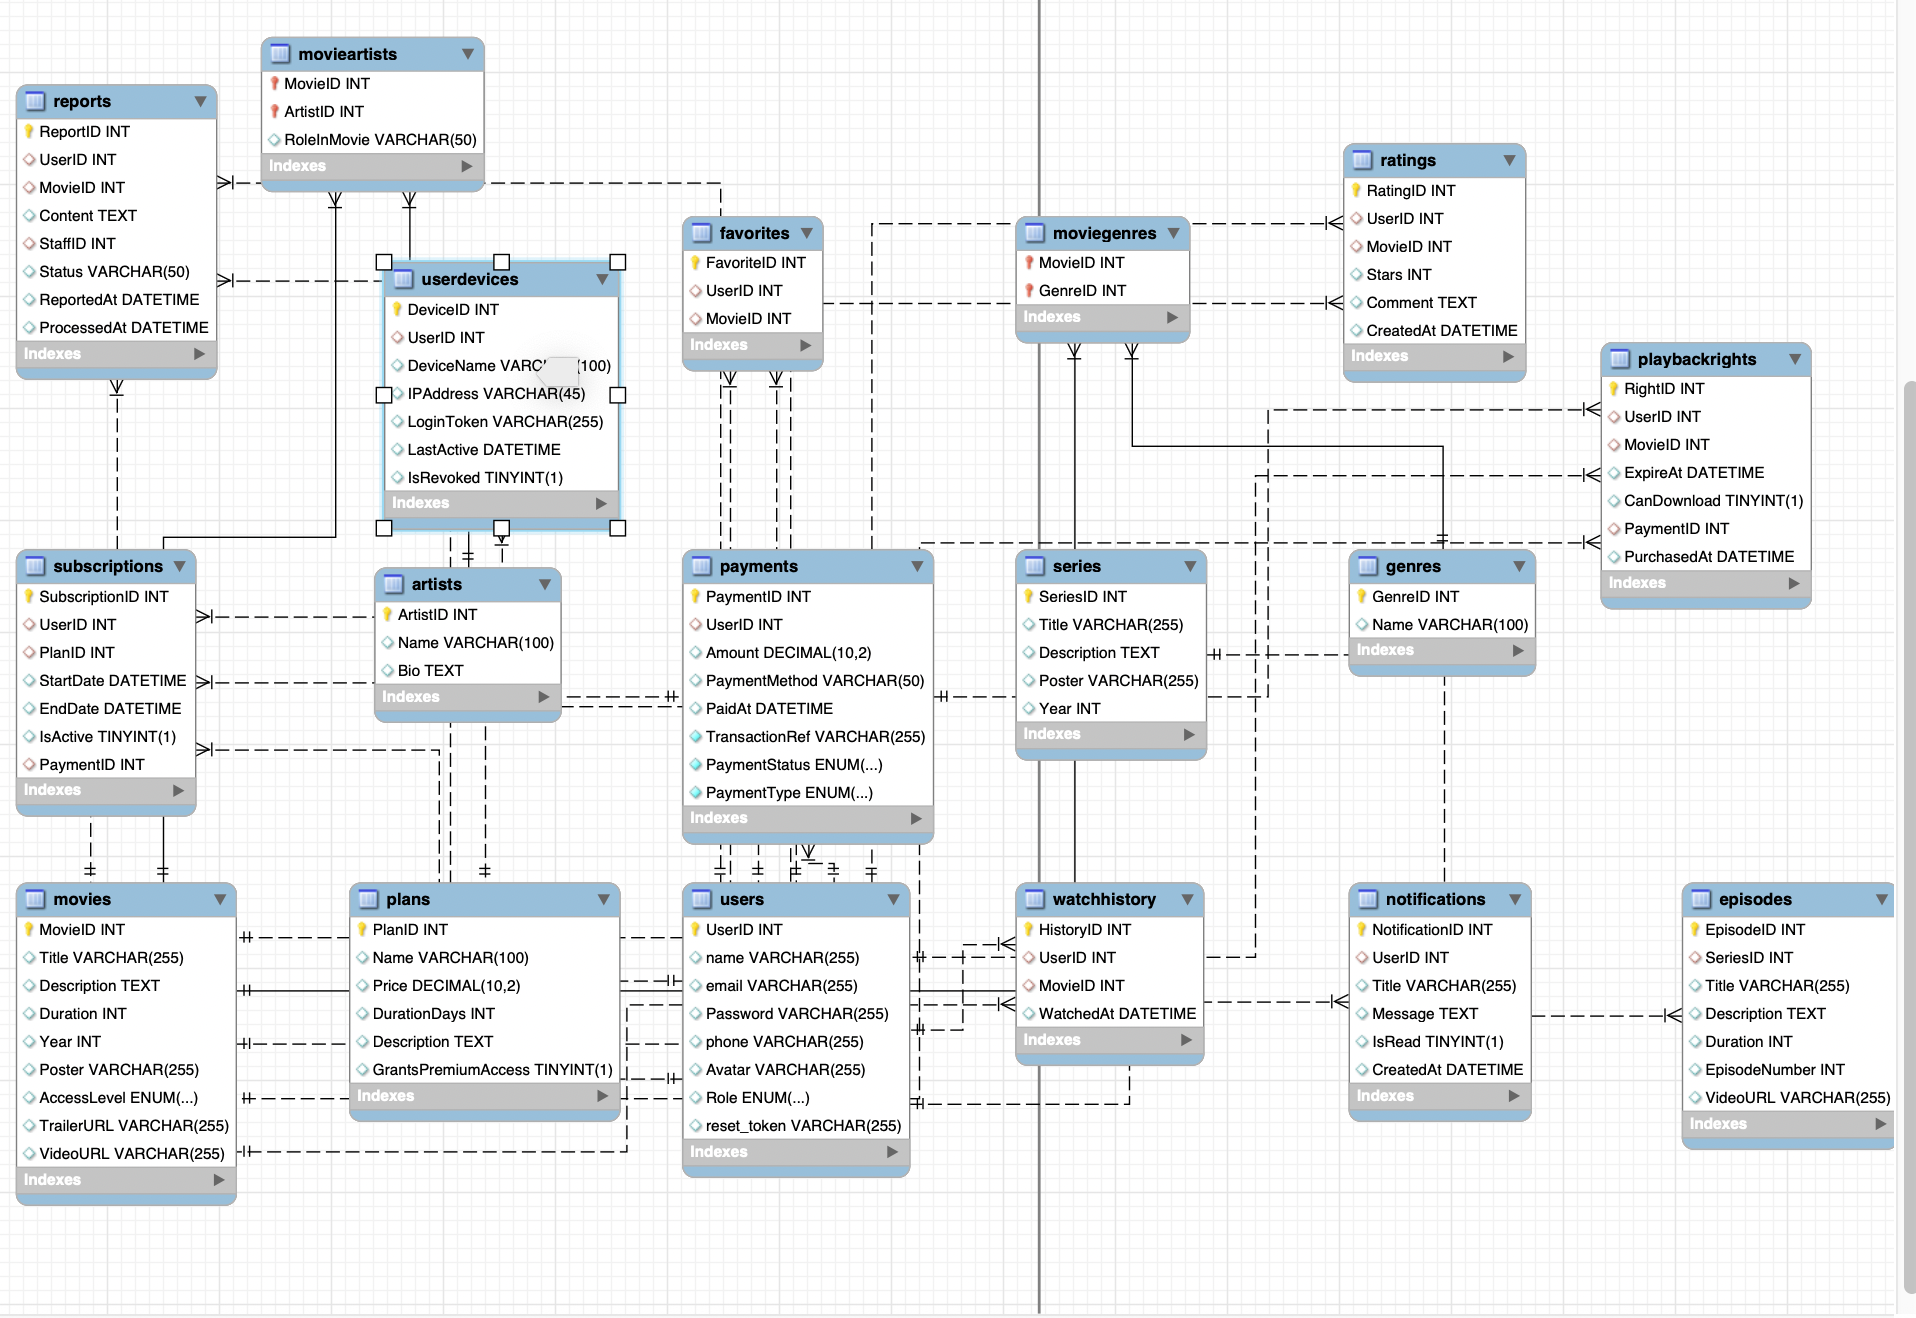 movieartists
MovieID INT
ArtistID INT
RoleInMovie VARCHAR(50)
Indexes
reports
ReportID INT
UserID INT
MovieID INT
Content TEXT
StaffID INT
Status VARCHAR(50)
ReportedAt DATETIME
ProcessedAt DATETIME
Indexes
userdevices
DeviceID INT
UserID INT
DeviceName VARC (100)
IPAddress VARCHAR(45)
LoginToken VARCHAR(255)
LastActive DATETIME
IsRevoked TINYINT(1)
Indexes
favorites
FavoriteID INT
UserID INT
MovieID INT
Indexes
moviegenres
MovieID INT
GenreID INT
Indexes
ratings
RatingID INT
UserID INT
MovieID INT
Stars INT
Comment TEXT
CreatedAt DATETIME
Indexes
playbackrights
RightID INT
UserID INT
MovieID INT
ExpireAt DATETIME
CanDownload TINYINT(1)
PaymentID INT
PurchasedAt DATETIME
Indexes
subscriptions
SubscriptionID INT
UserID INT
PlanID INT
StartDate DATETIME
EndDate DATETIME
IsActive TINYINT(1)
PaymentID INT
Indexes
artists
ArtistID INT
Name VARCHAR(100)
Bio TEXT
Indexes
payments
PaymentID INT
UserID INT
Amount DECIMAL(10,2)
PaymentMethod VARCHAR(50)
PaidAt DATETIME
TransactionRef VARCHAR(255)
PaymentStatus ENUM(...)
PaymentType ENUM(...)
Indexes
series
SeriesID INT
Title VARCHAR(255)
Description TEXT
Poster VARCHAR(255)
Year INT
Indexes
genres
GenreID INT
Name VARCHAR(100)
Indexes
movies
MovieID INT
Title VARCHAR(255)
Description TEXT
Duration INT
Year INT
Poster VARCHAR(255)
AccessLevel ENUM(...)
TrailerURL VARCHAR(255)
VideoURL VARCHAR(255)
Indexes
plans
PlanID INT
Name VARCHAR(100)
Price DECIMAL(10,2)
DurationDays INT
Description TEXT
GrantsPremiumAccess TINYINT(1)
Indexes
users
UserID INT
name VARCHAR(255)
email VARCHAR(255)
Password VARCHAR(255)
phone VARCHAR(255)
Avatar VARCHAR(255)
Role ENUM(...)
reset_token VARCHAR(255)
Indexes
watchhistory
HistoryID INT
UserID INT
MovieID INT
WatchedAt DATETIME
Indexes
notifications
NotificationID INT
UserID INT
Title VARCHAR(255)
Message TEXT
IsRead TINYINT(1)
CreatedAt DATETIME
Indexes
episodes
EpisodeID INT
SeriesID INT
Title VARCHAR(255)
Description TEXT
Duration INT
EpisodeNumber INT
VideoURL VARCHAR(255)
Indexes